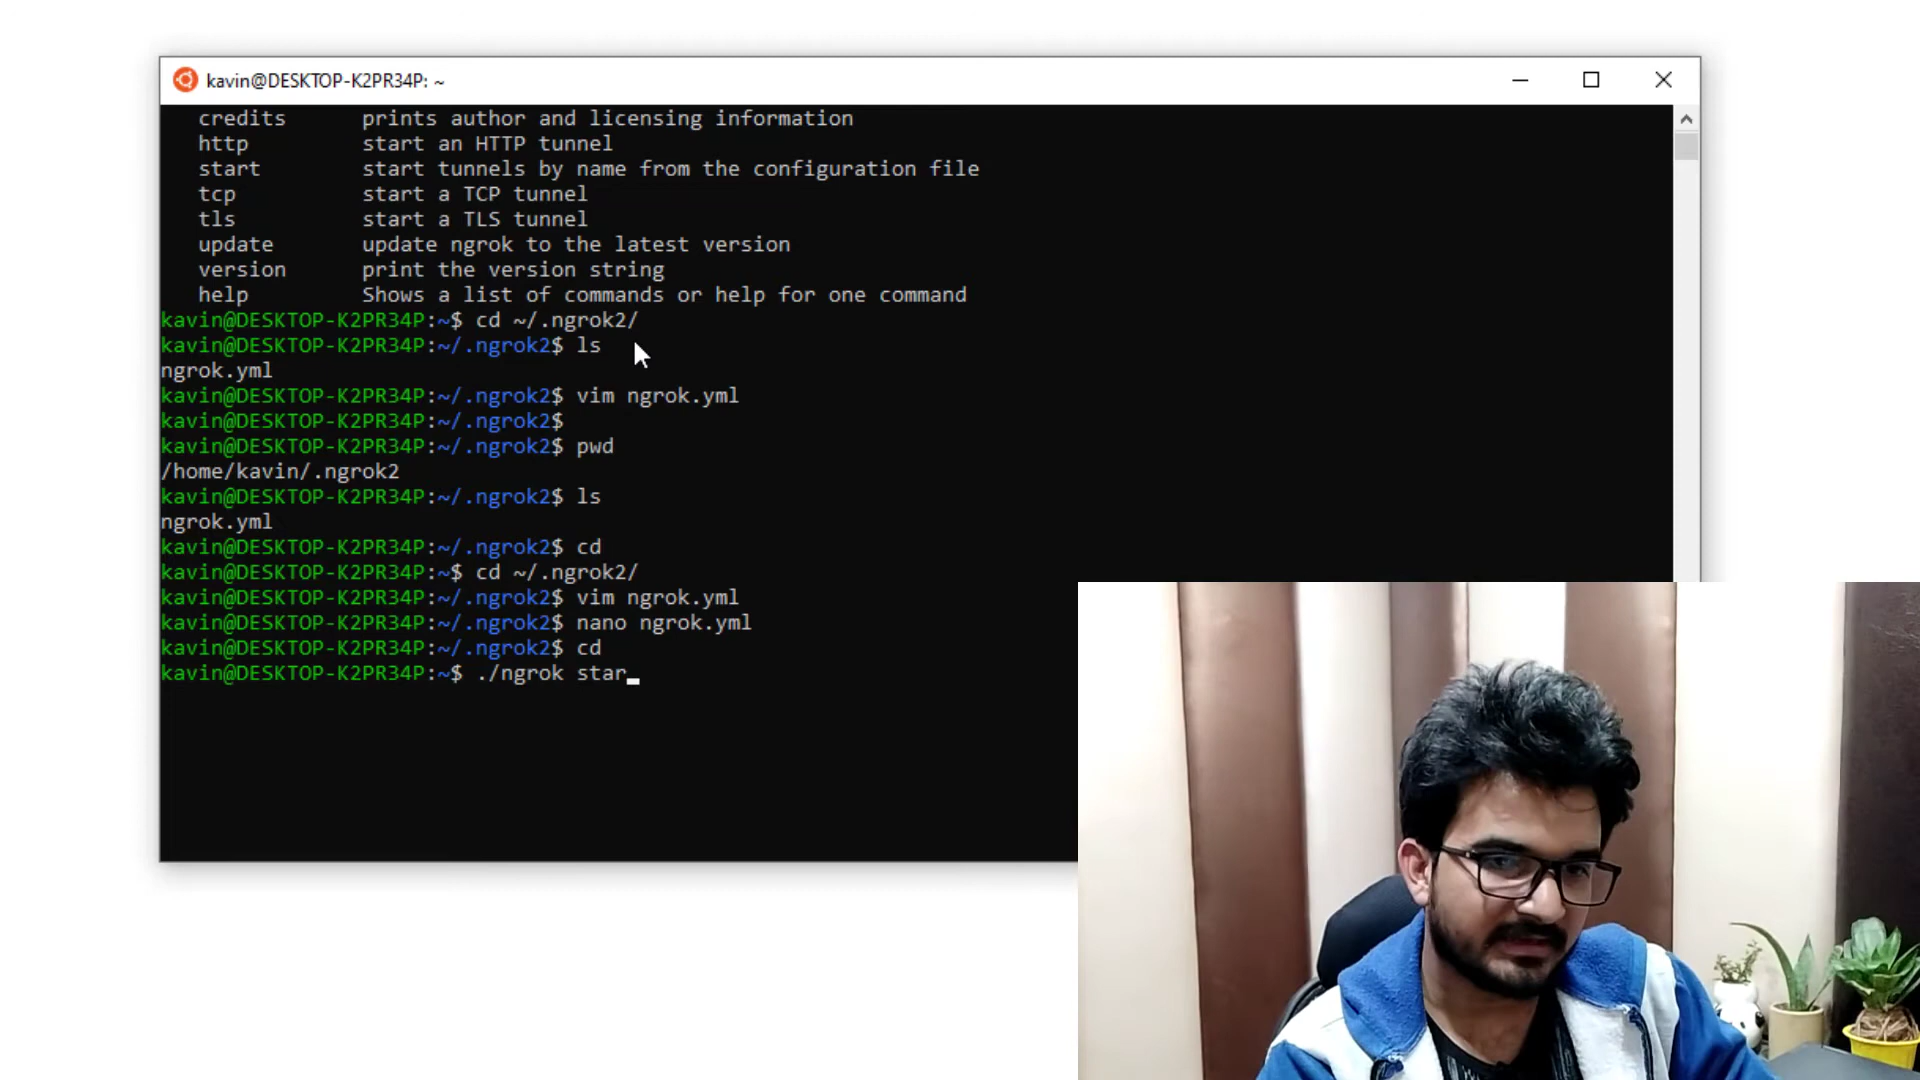 kavin@DESKTOP-K2PR34P: ~
credits prints author and licensing information
http start an HTTP tunnel
start start tunnels by name from the configuration file
tcp start a TCP tunnel
tls start a TLS tunnel
update update ngrok to the latest version
version print the version string
help Shows a list of commands or help for one command
kavin@DESKTOP-K2PR34P:~$ cd ~/.ngrok2/
kavin@DESKTOP-K2PR34P:~/.ngrok2$ ls
ngrok.yml
kavin@DESKTOP-K2PR34P:~/.ngrok2$ vim ngrok.yml
kavin@DESKTOP-K2PR34P:~/.ngrok2$
kavin@DESKTOP-K2PR34P:~/.ngrok2$ pwd
/home/kavin/.ngrok2
kavin@DESKTOP-K2PR34P:~/.ngrok2$ ls
ngrok.yml
kavin@DESKTOP-K2PR34P:~/.ngrok2$ cd
kavin@DESKTOP-K2PR34P:~$ cd ~/.ngrok2/
kavin@DESKTOP-K2PR34P:~/.ngrok2$ vim ngrok.yml
kavin@DESKTOP-K2PR34P:~/.ngrok2$ nano ngrok.yml
kavin@DESKTOP-K2PR34P:~/.ngrok2$ cd
kavin@DESKTOP-K2PR34P:~$ ./ngrok star